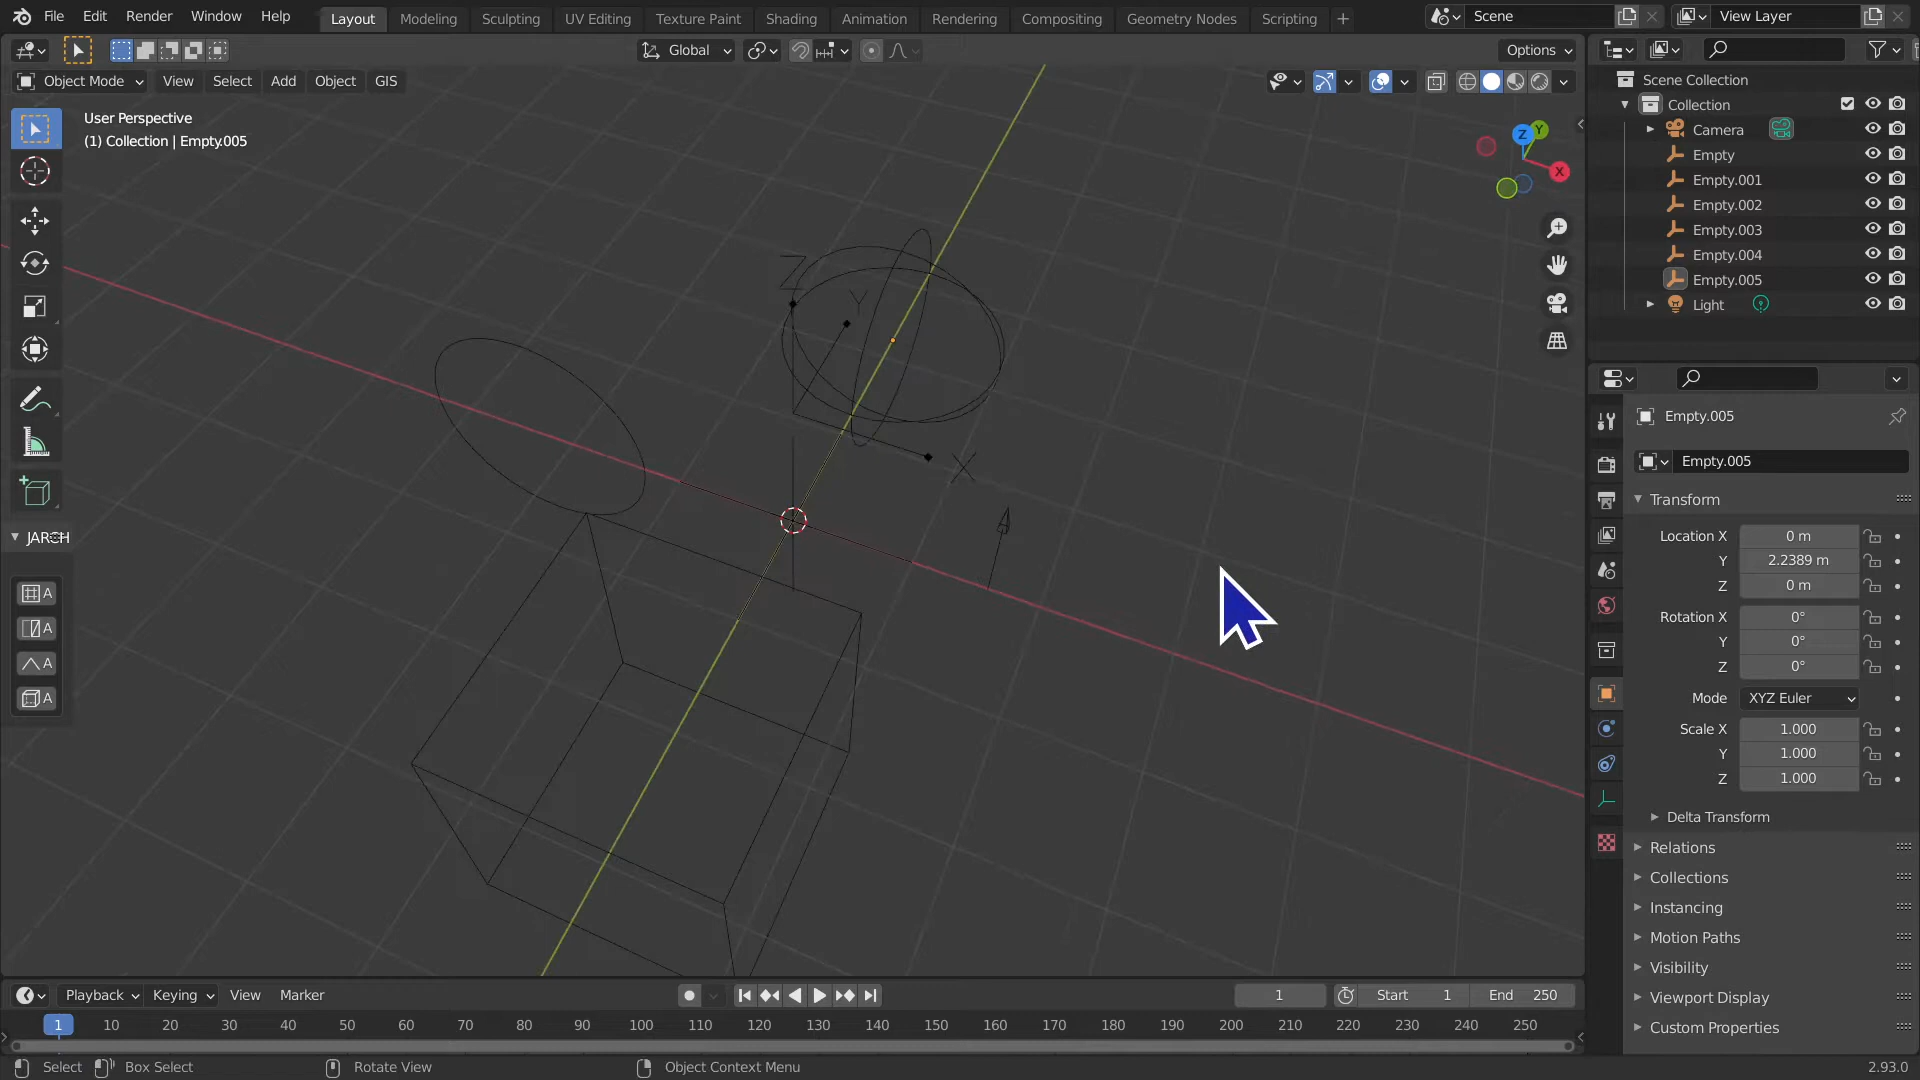 File Edit Render Window Help Layout Modeling Sculpting UV Editing Texture Paint Shading Animation Rendering Compositing Geometry Nodes Scripting + Scene View Layer
Global Options
Object Mode View Select Add Object GIS
User Perspective
(1) Collection | Empty.005
Z
Y
X
Z
Y
X
JARCH
A
A
A
A
Scene Collection
Collection
Camera
Empty
Empty.001
Empty.002
Empty.003
Empty.004
Empty.005
Light
Empty.005
Empty.005
Transform
Location X 0 m
Y 2.2389 m
Z 0 m
Rotation X 0°
Y 0°
Z 0°
Mode XYZ Euler
Scale X 1.000
Y 1.000
Z 1.000
Delta Transform
Relations
Collections
Instancing
Motion Paths
Visibility
Viewport Display
Custom Properties
Playback Keying View Marker 1 Start 1 End 250
1 10 20 30 40 50 60 70 80 90 100 110 120 130 140 150 160 170 180 190 200 210 220 230 240 250
Select Box Select Rotate View Object Context Menu 2.93.0